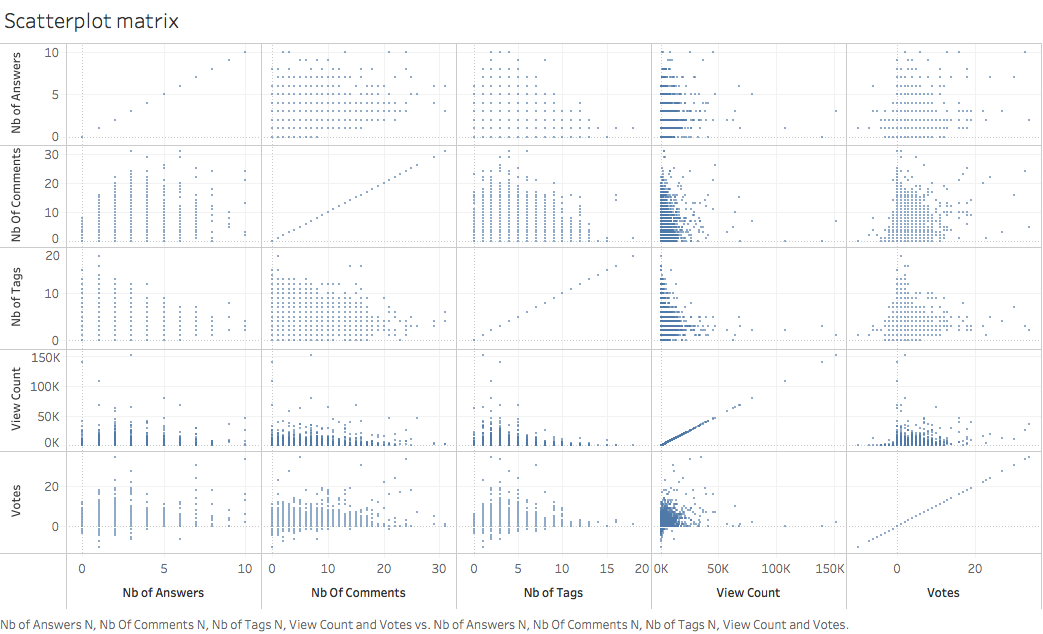 Scatterplot matrix
Nb of Answers
10
5
0
Nb of Comments
30
20
10
0
Nb of Tags
20
10
0
View Count
150K
100K
50K
0K
Votes
20
0
0 5 10 0 10 20 30 0 5 10 15 20 0K 50K 100K 150K 0 20
Nb of Answers Nb Of Comments Nb of Tags View Count Votes
Nb of Answers N, Nb Of Comments N, Nb of Tags N, View Count and Votes vs. Nb of Answers N, Nb Of Comments N, Nb of Tags N, View Count and Votes.